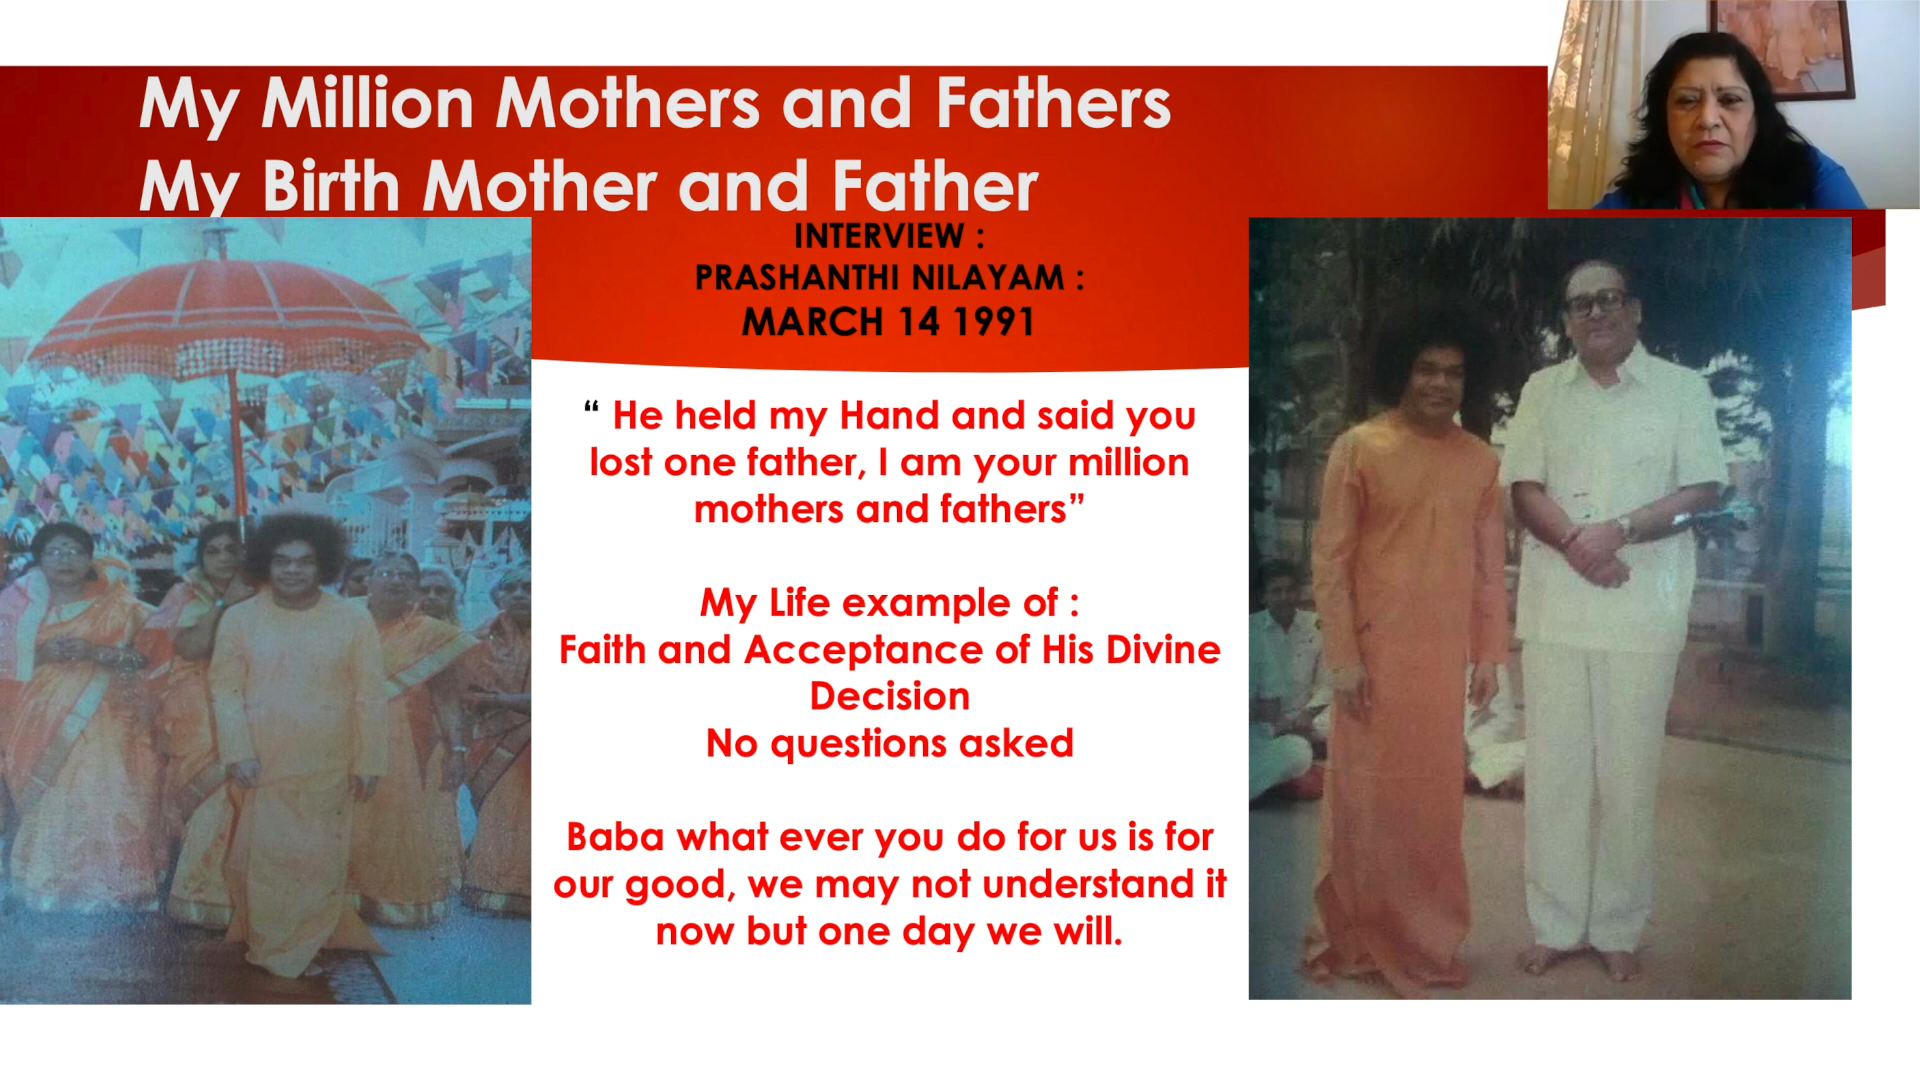 My Million Mothers and Fathers
My Birth Mother and Father
INTERVIEW :
PRASHANTHI NILAYAM :
MARCH 14 1991
“ He held my Hand and said you
lost one father, I am your million
mothers and fathers”
My Life example of :
Faith and Acceptance of His Divine
Decision
No questions asked
Baba what ever you do for us is for
our good, we may not understand it
now but one day we will.